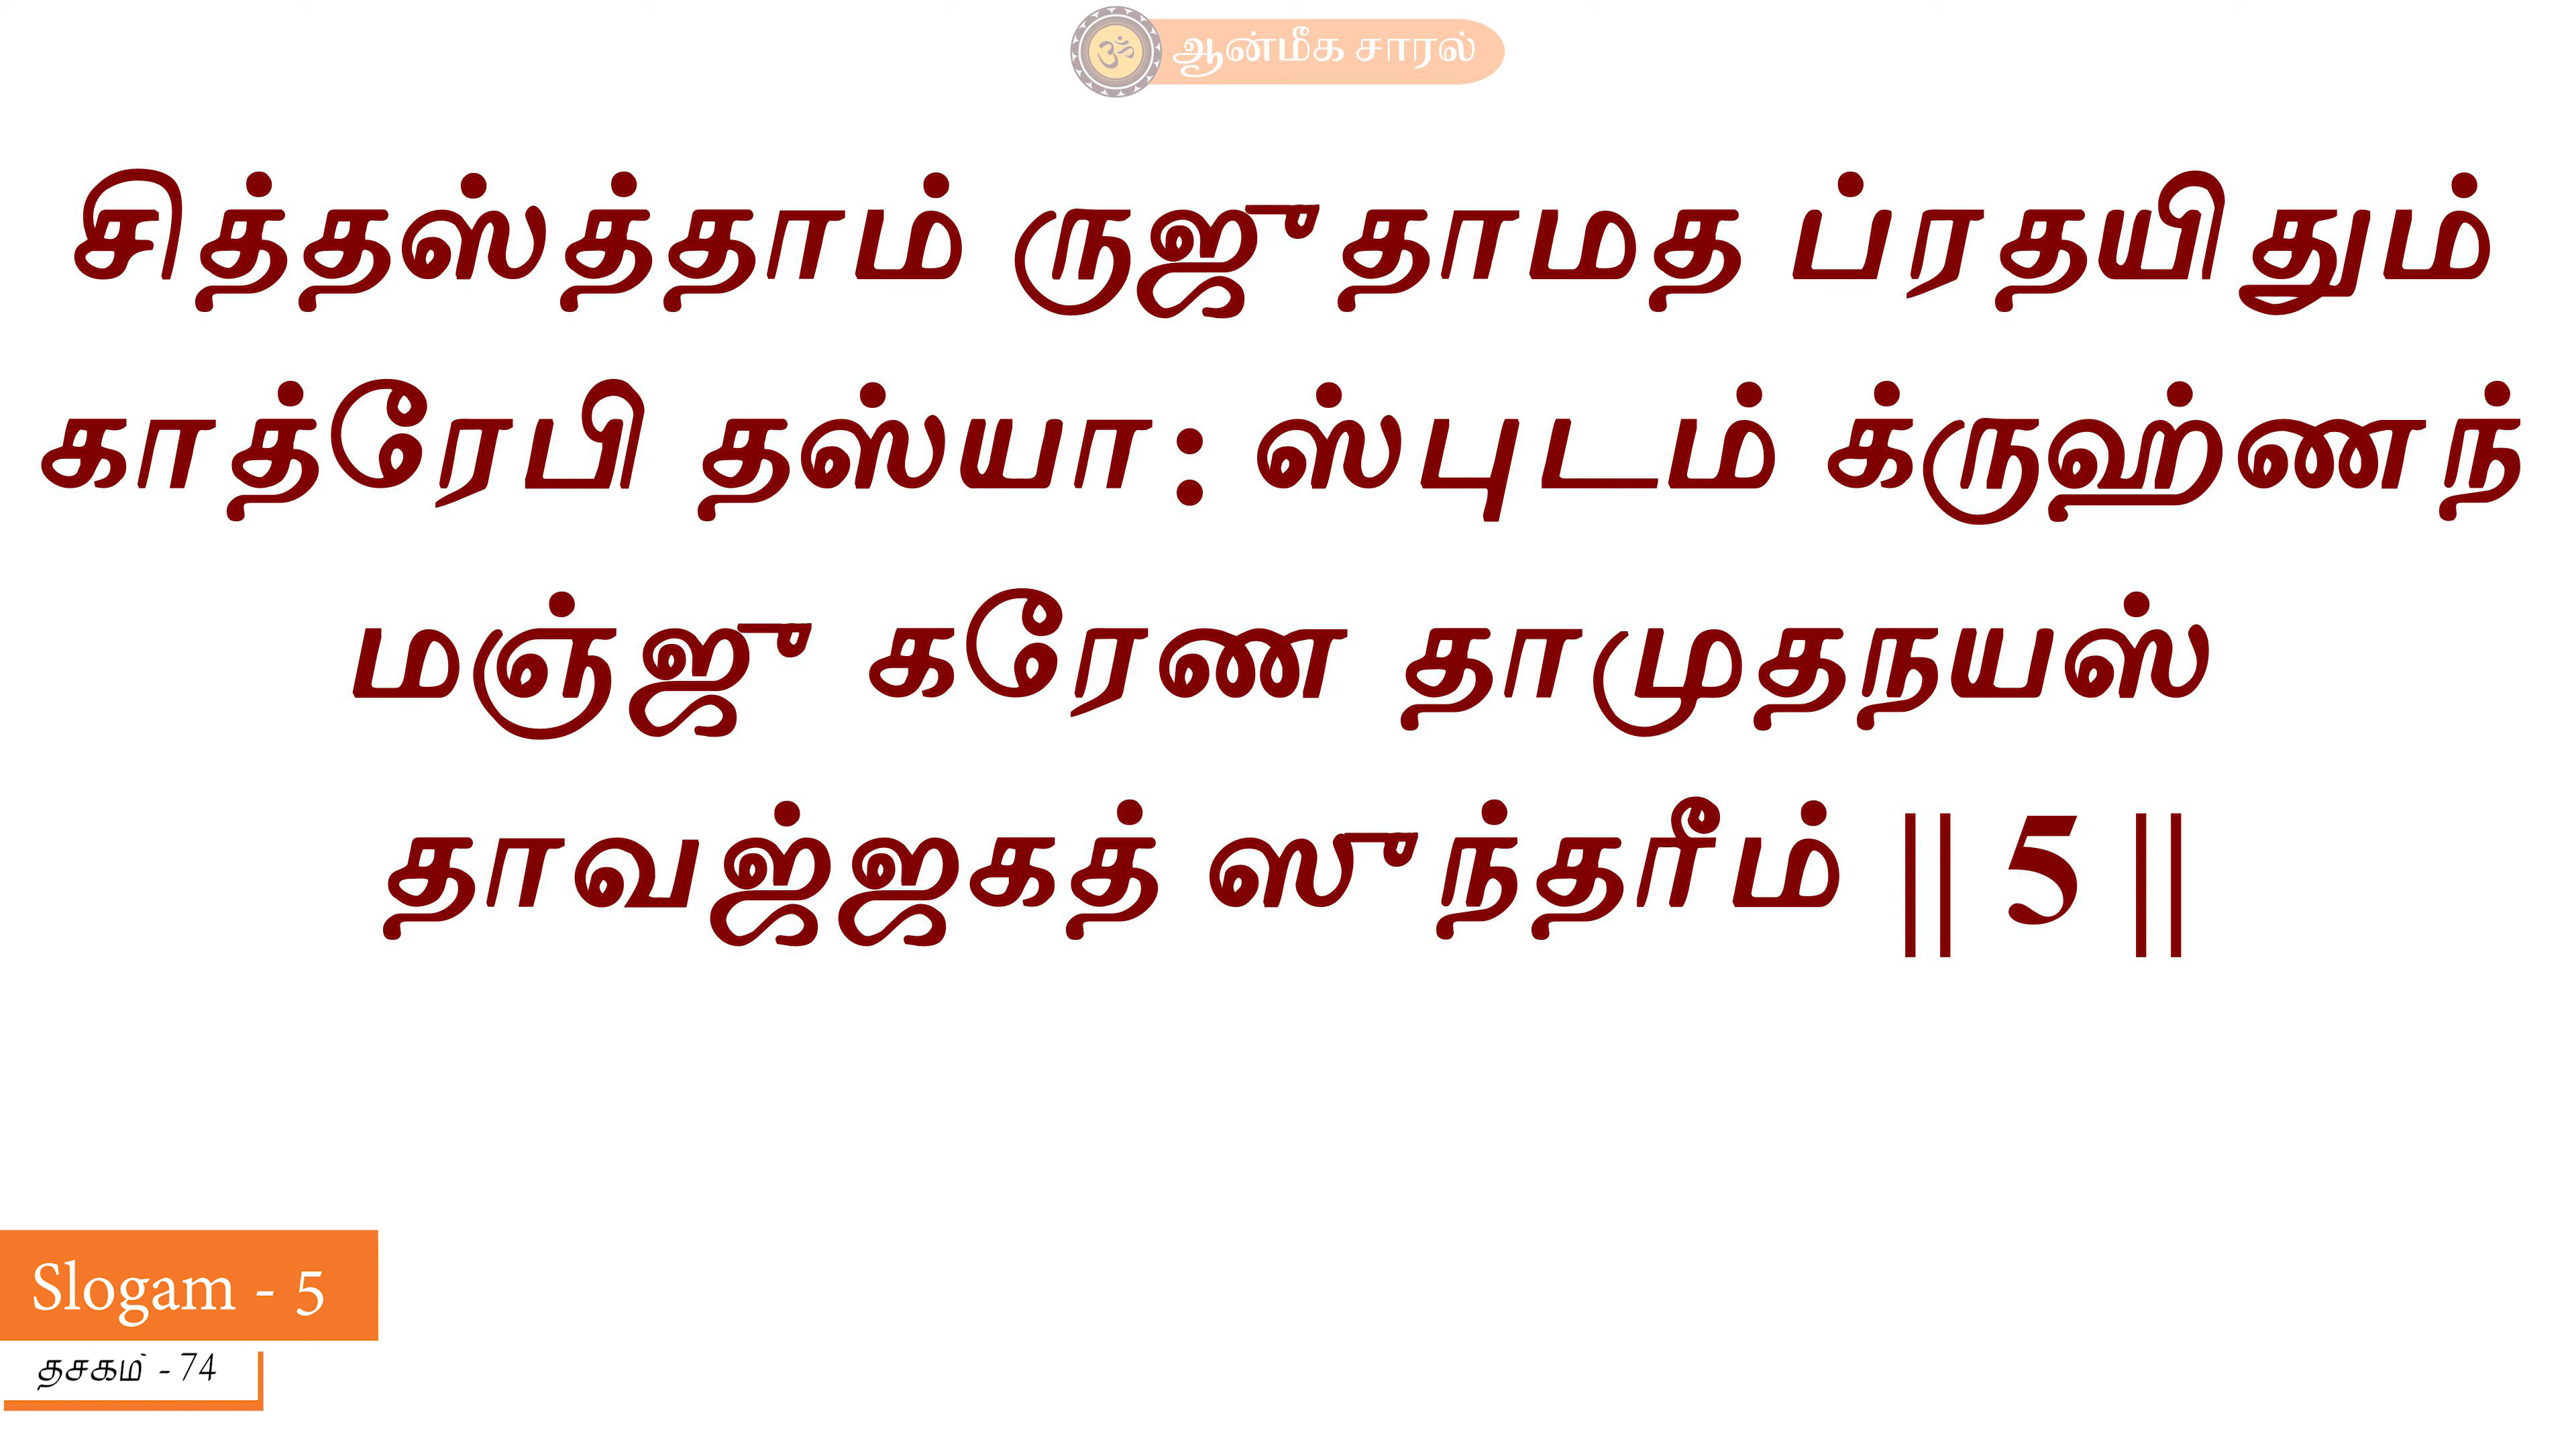 ஆன்மீக சாரல்
சித்தஸ்த்தாம் ருஜுதாமத ப்ரதயிதும்
காத்ரேபி தஸ்யா: ஸ்புடம் க்ருஹ்ணந்
மஞ்ஜு கரேண தாமுதநயஸ்
தாவஜ்ஜகத் ஸுந்தரீம் || 5 ||
Slogam - 5
தசகம் - 74